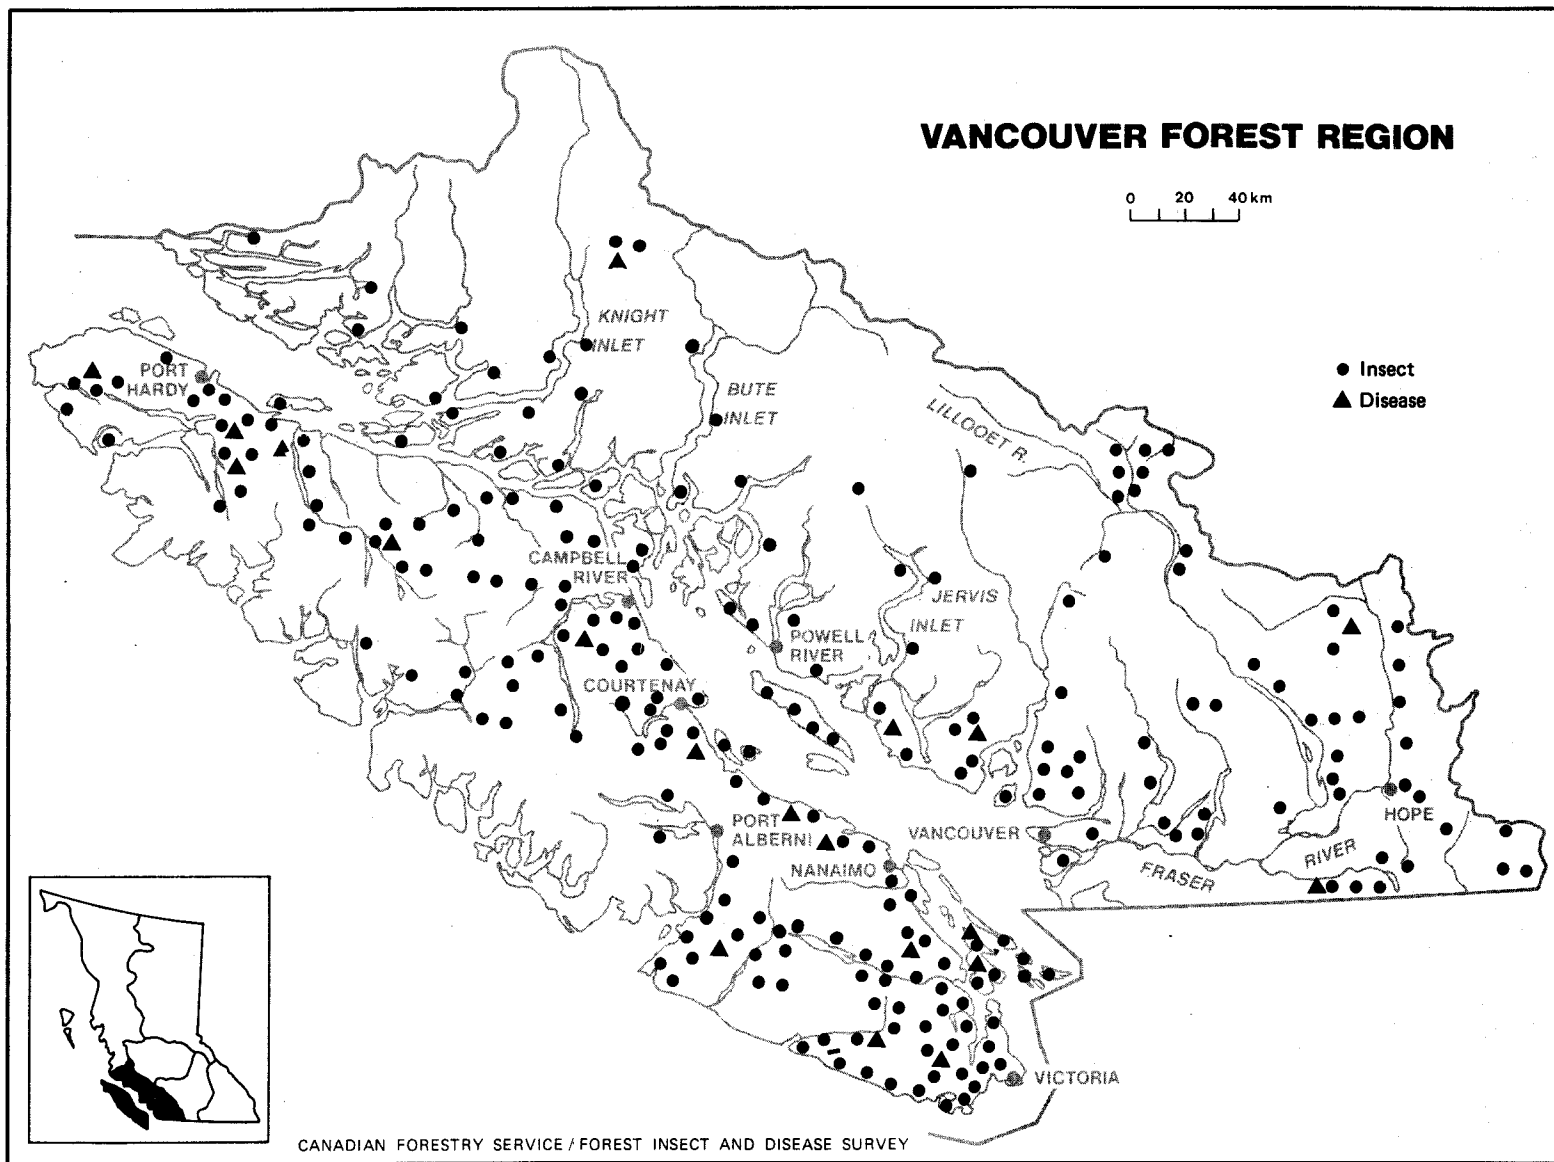 VANCOUVER FOREST REGION
0 20 40 km
KNIGHT
INLET
PORT
HARDY
BUTE
INLET
● Insect
▲ Disease
LILLOOET R.
CAMPBELL
RIVER
JERVIS
INLET
POWELL
RIVER
COURTENAY
PORT
ALBERNI
VANCOUVER
HOPE
NANAIMO
FRASER
RIVER
VICTORIA
CANADIAN FORESTRY SERVICE / FOREST INSECT AND DISEASE SURVEY